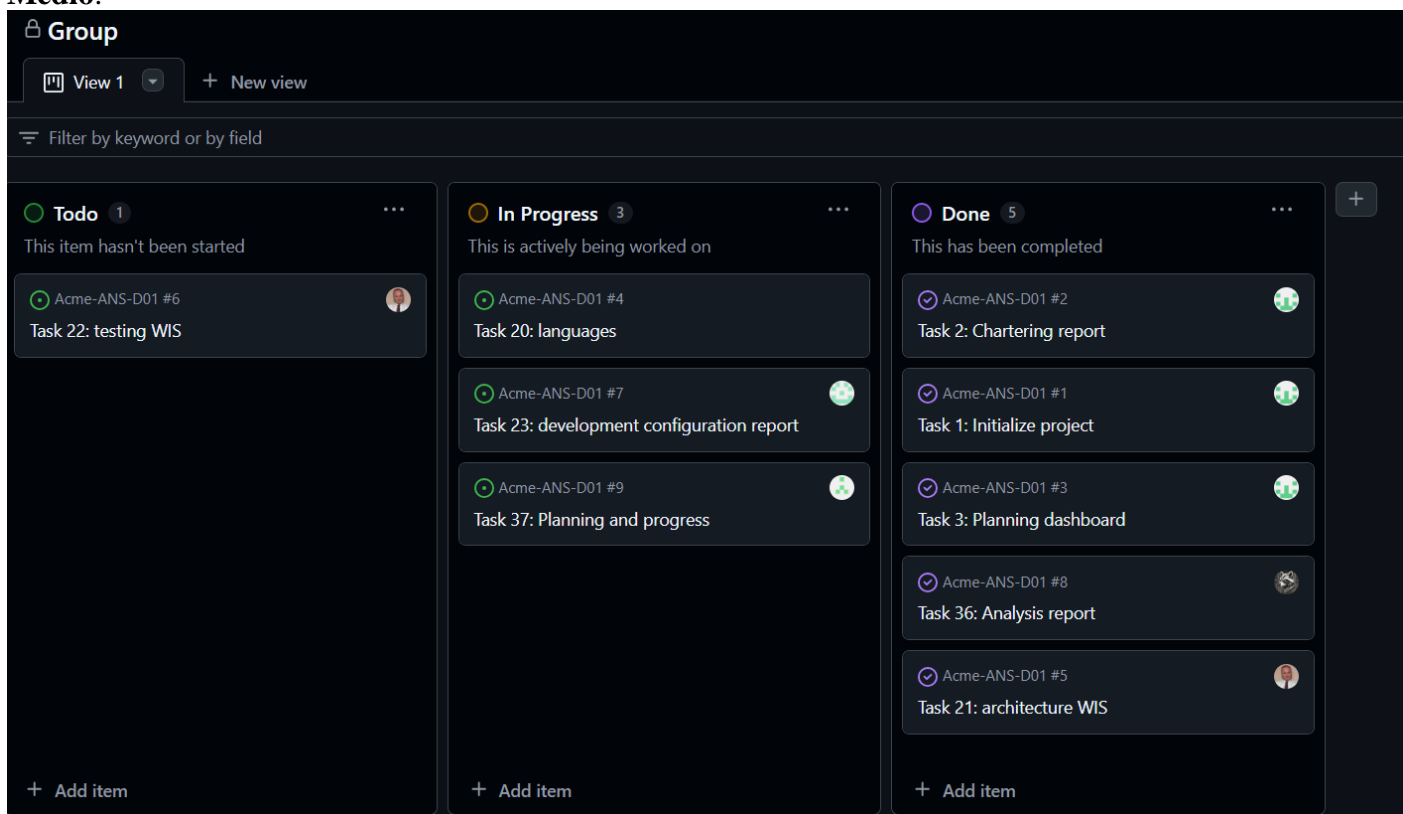 Medio.
Group
View 1
New view
Filter by keyword or by field
Todo 1
This item hasn't been started
Acme-ANS-D01 #6
Task 22: testing WIS
Add item
In Progress 3
This is actively being worked on
Acme-ANS-D01 #4
Task 20: languages
Acme-ANS-D01 #7
Task 23: development configuration report
Acme-ANS-D01 #9
Task 37: Planning and progress
Add item
Done 5
This has been completed
Acme-ANS-D01 #2
Task 2: Chartering report
Acme-ANS-D01 #1
Task 1: Initialize project
Acme-ANS-D01 #3
Task 3: Planning dashboard
Acme-ANS-D01 #8
Task 36: Analysis report
Acme-ANS-D01 #5
Task 21: architecture WIS
Add item